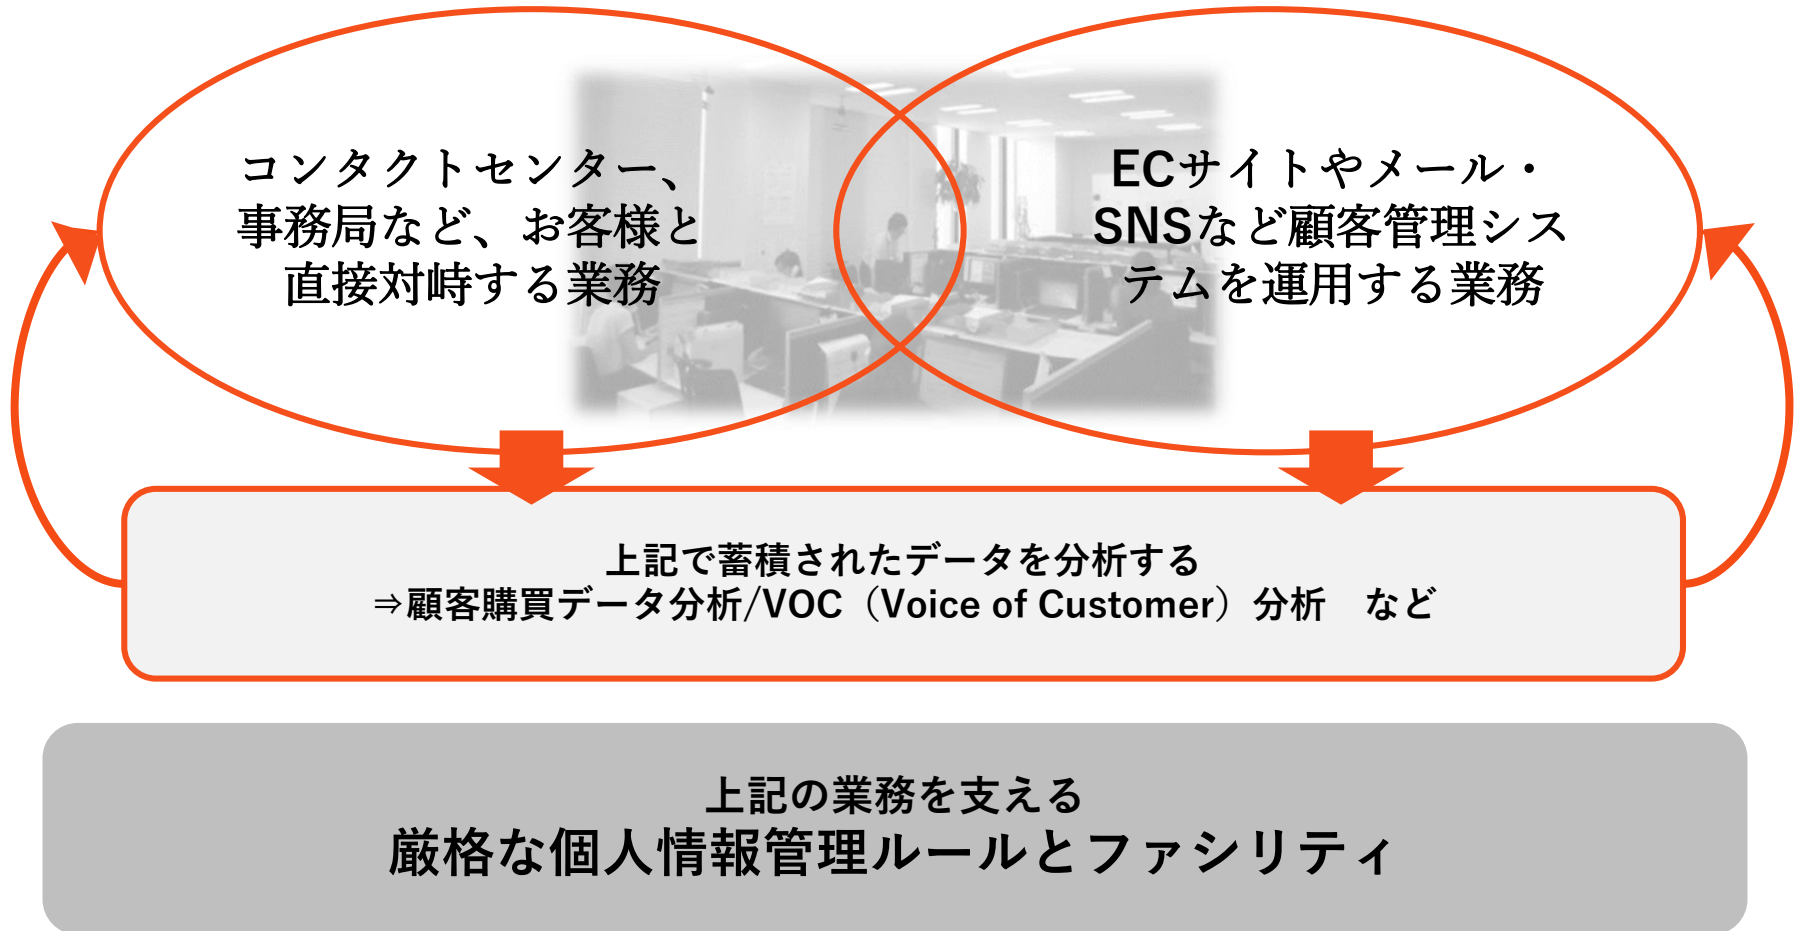 コンタクトセンター、
事務局など、お客様と
直接対峙する業務
ECサイトやメール・
SNSなど顧客管理シス
テムを運用する業務
上記で蓄積されたデータを分析する
⇒顧客購買データ分析/VOC（Voice of Customer）分析　など
上記の業務を支える
厳格な個人情報管理ルールとファシリティ